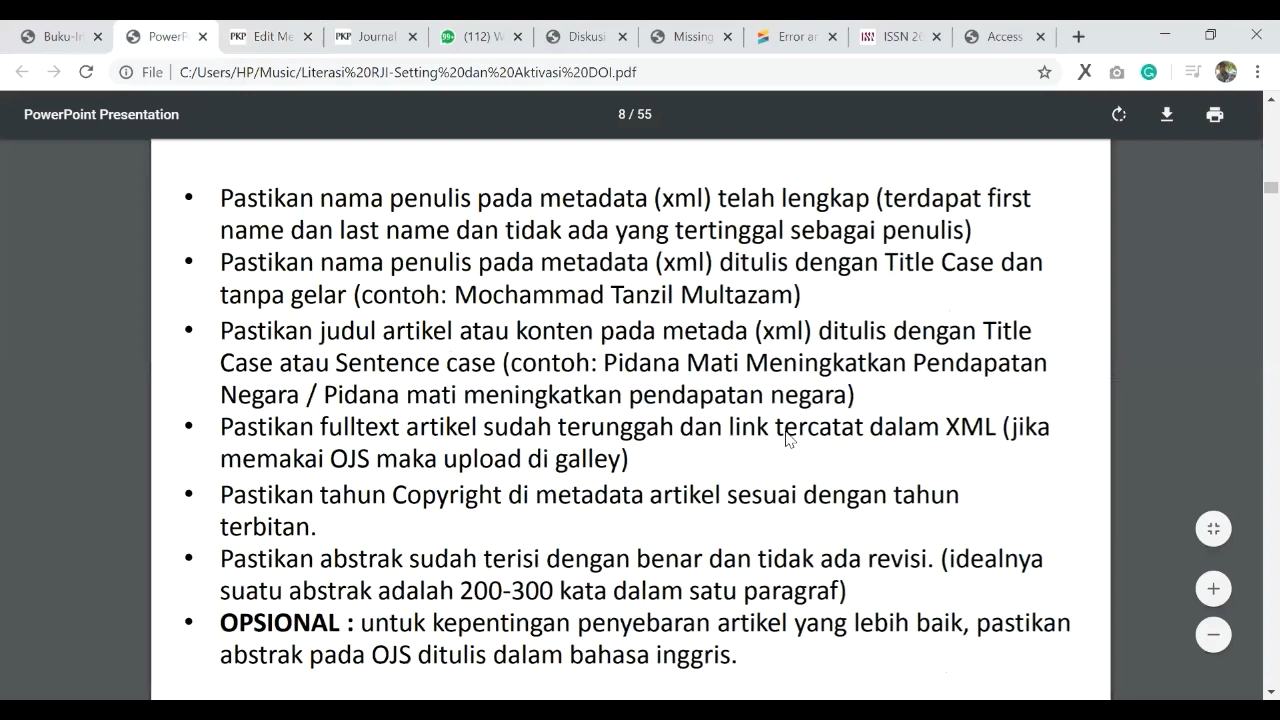 Buku-In
PowerP
PKP Edit Me
PKP Journal
99+ (112) W
Diskusi
Missing
Error ar
ISSN 20
Access
File C:/Users/HP/Music/Literasi%20RJI-Setting%20dan%20Aktivasi%20DOI.pdf
PowerPoint Presentation 8 / 55
• Pastikan nama penulis pada metadata (xml) telah lengkap (terdapat first
name dan last name dan tidak ada yang tertinggal sebagai penulis)
• Pastikan nama penulis pada metadata (xml) ditulis dengan Title Case dan
tanpa gelar (contoh: Mochammad Tanzil Multazam)
• Pastikan judul artikel atau konten pada metada (xml) ditulis dengan Title
Case atau Sentence case (contoh: Pidana Mati Meningkatkan Pendapatan
Negara / Pidana mati meningkatkan pendapatan negara)
• Pastikan fulltext artikel sudah terunggah dan link tercatat dalam XML (jika
memakai OJS maka upload di galley)
• Pastikan tahun Copyright di metadata artikel sesuai dengan tahun
terbitan.
• Pastikan abstrak sudah terisi dengan benar dan tidak ada revisi. (idealnya
suatu abstrak adalah 200-300 kata dalam satu paragraf)
• OPSIONAL : untuk kepentingan penyebaran artikel yang lebih baik, pastikan
abstrak pada OJS ditulis dalam bahasa inggris.